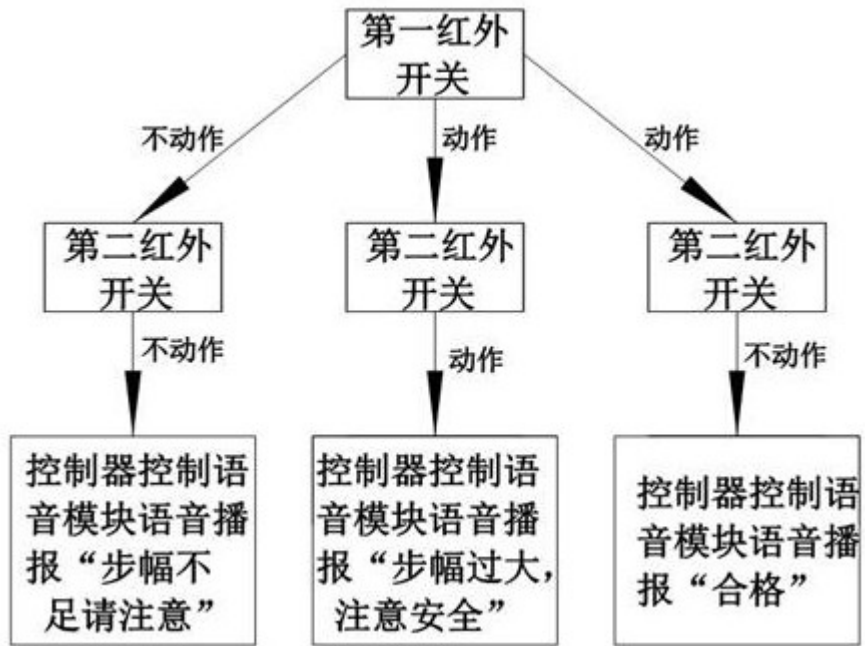 第一红外
开关
不动作
动作
动作
第二红外
开关
第二红外
开关
第二红外
开关
不动作
动作
不动作
控制器控制语
音模块语音播
报“步幅不
足请注意”
控制器控制语
音模块语音播
报“步幅过大，
注意安全”
控制器控制语
音模块语音播
报“合格”